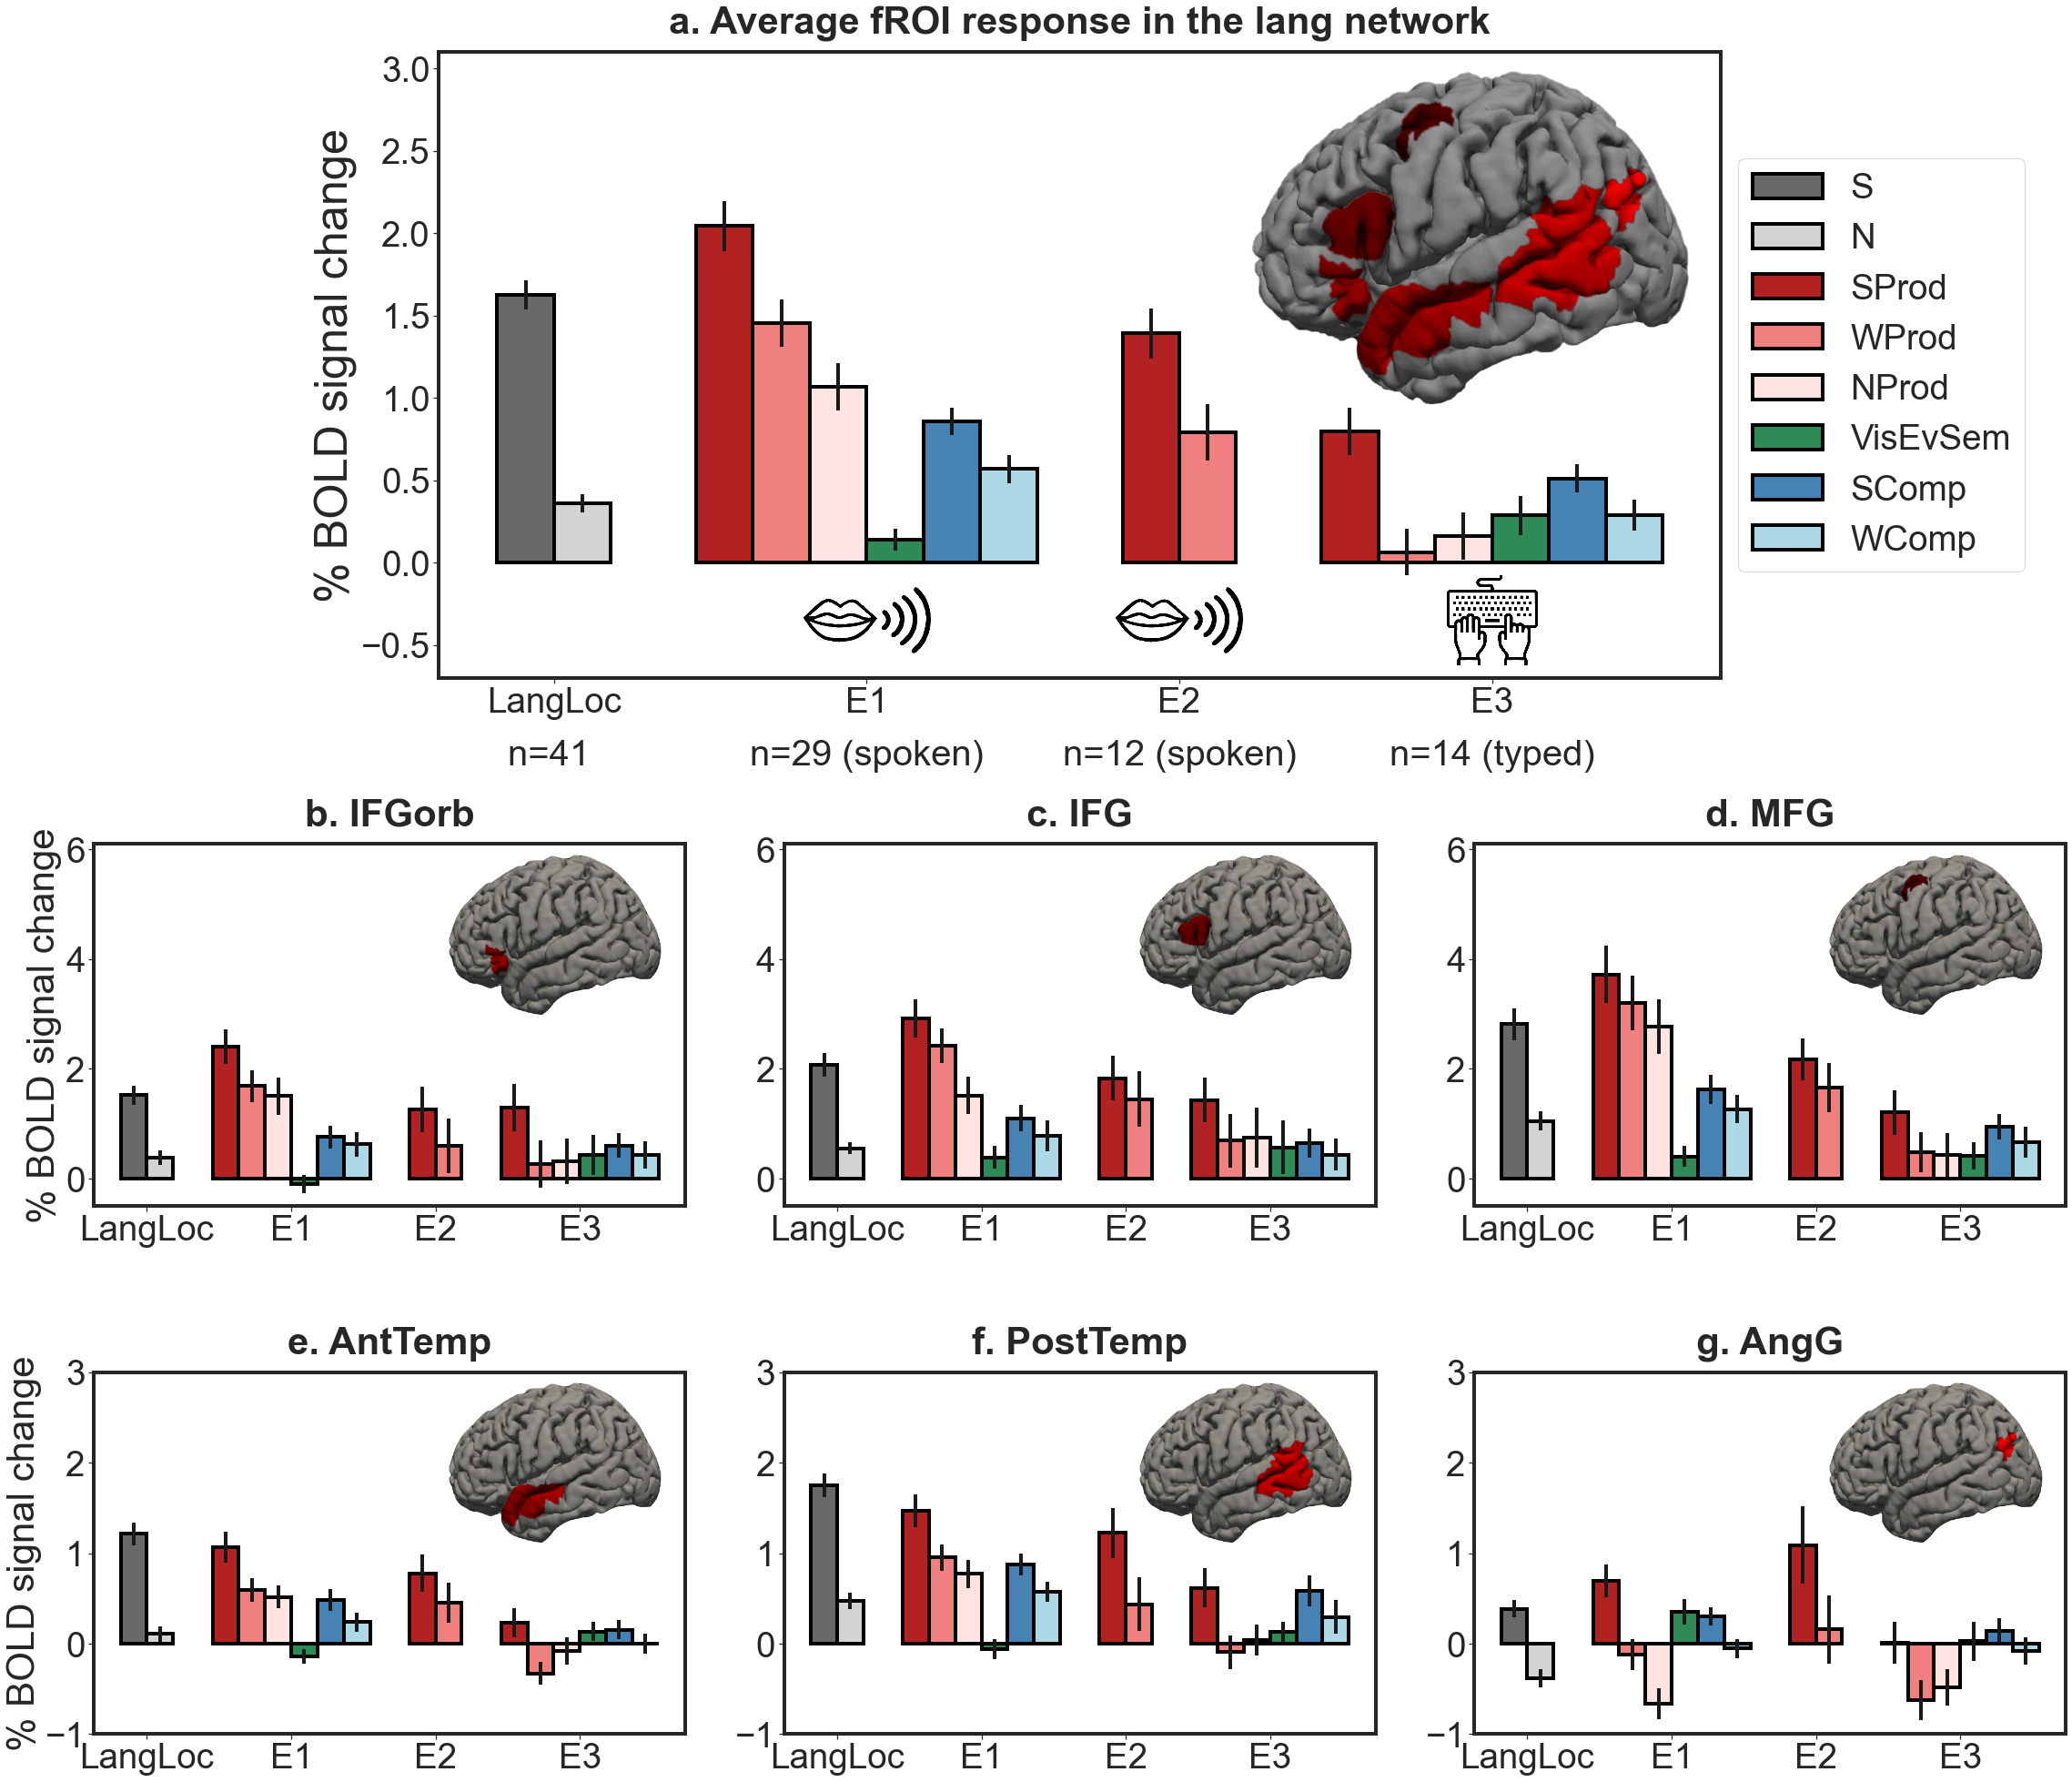 a. Average fROI response in the lang network
% BOLD signal change
3.0
2.5
2.0
1.5
1.0
0.5
0.0
−0.5
LangLoc E1 E2 E3
n=41 n=29 (spoken) n=12 (spoken) n=14 (typed)
S
N
SProd
WProd
NProd
VisEvSem
SComp
WComp
b. IFGorb
% BOLD signal change
6
4
2
0
LangLoc E1 E2 E3
c. IFG
6
4
2
0
LangLoc E1 E2 E3
d. MFG
6
4
2
0
LangLoc E1 E2 E3
e. AntTemp
% BOLD signal change
3
2
1
0
−1
LangLoc E1 E2 E3
f. PostTemp
3
2
1
0
−1
LangLoc E1 E2 E3
g. AngG
3
2
1
0
−1
LangLoc E1 E2 E3